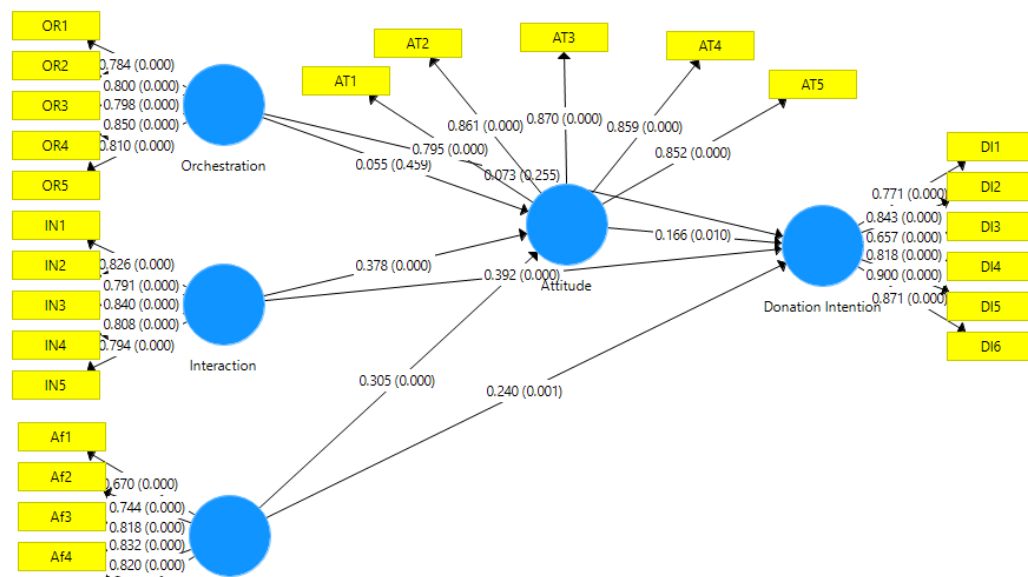 OR1
OR2
OR3
OR4
OR5
0.784 (0.000)
0.800 (0.000)
0.798 (0.000)
0.850 (0.000)
0.810 (0.000)
Orchestration
IN1
IN2
IN3
IN4
IN5
0.826 (0.000)
0.791 (0.000)
0.840 (0.000)
0.808 (0.000)
0.794 (0.000)
Interaction
Af1
Af2
Af3
Af4
0.670 (0.000)
0.744 (0.000)
0.818 (0.000)
0.832 (0.000)
0.820 (0.000)
AT1
AT2
AT3
AT4
AT5
0.795 (0.000)
0.861 (0.000)
0.870 (0.000)
0.859 (0.000)
0.852 (0.000)
0.055 (0.459)
0.073 (0.255)
0.378 (0.000)
0.392 (0.000)
0.166 (0.010)
0.305 (0.000)
0.240 (0.001)
Attitude
Donation Intention
0.771 (0.000)
0.843 (0.000)
0.657 (0.000)
0.818 (0.000)
0.900 (0.000)
0.871 (0.000)
DI1
DI2
DI3
DI4
DI5
DI6